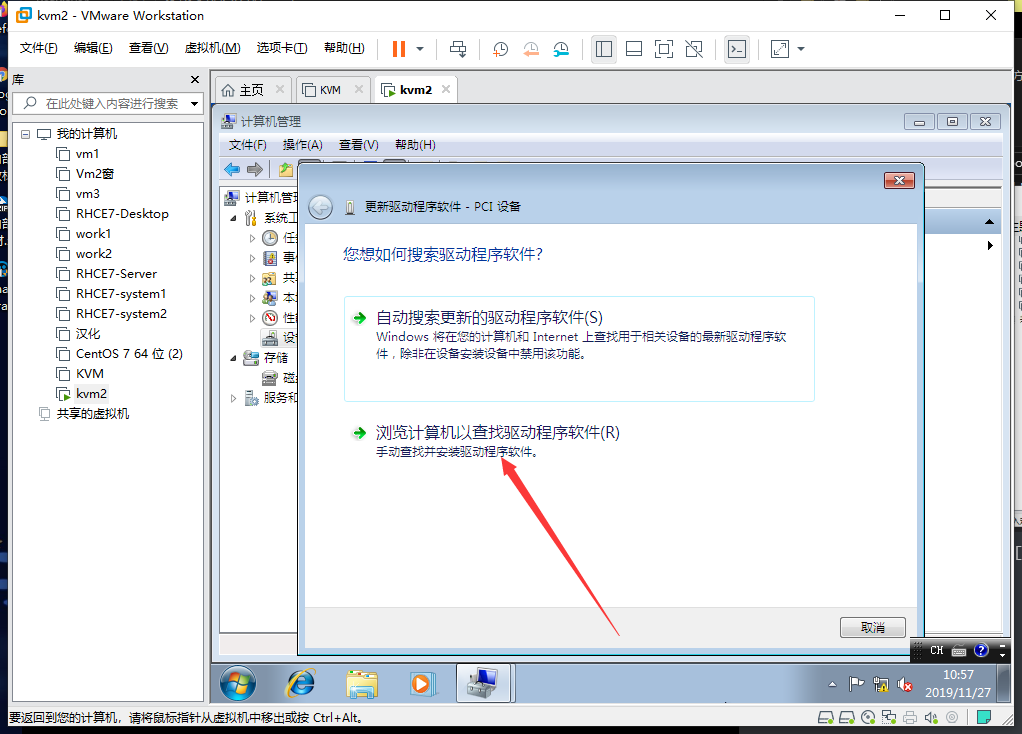 kvm2 - VMware Workstation
文件(F) 编辑(E) 查看(V) 虚拟机(M) 选项卡(T) 帮助(H)
库
在此处键入内容进行搜索
我的计算机
vm1
Vm2窗
vm3
RHCE7-Desktop
work1
work2
RHCE7-Server
RHCE7-system1
RHCE7-system2
汉化
CentOS 7 64 位 (2)
KVM
kvm2
共享的虚拟机
主页 KVM kvm2
计算机管理
文件(F) 操作(A) 查看(V) 帮助(H)
计算机管理
系统工
任
事
共
本
性
设
存储
磁
服务和
更新驱动程序软件 - PCI 设备
您想如何搜索驱动程序软件?
自动搜索更新的驱动程序软件(S)
Windows 将在您的计算机和 Internet 上查找用于相关设备的最新驱动程序软
件，除非在设备安装设备中禁用该功能。
浏览计算机以查找驱动程序软件(R)
手动查找并安装驱动程序软件。
取消
CH
10:57
2019/11/27
要返回到您的计算机，请将鼠标指针从虚拟机中移出或按 Ctrl+Alt。